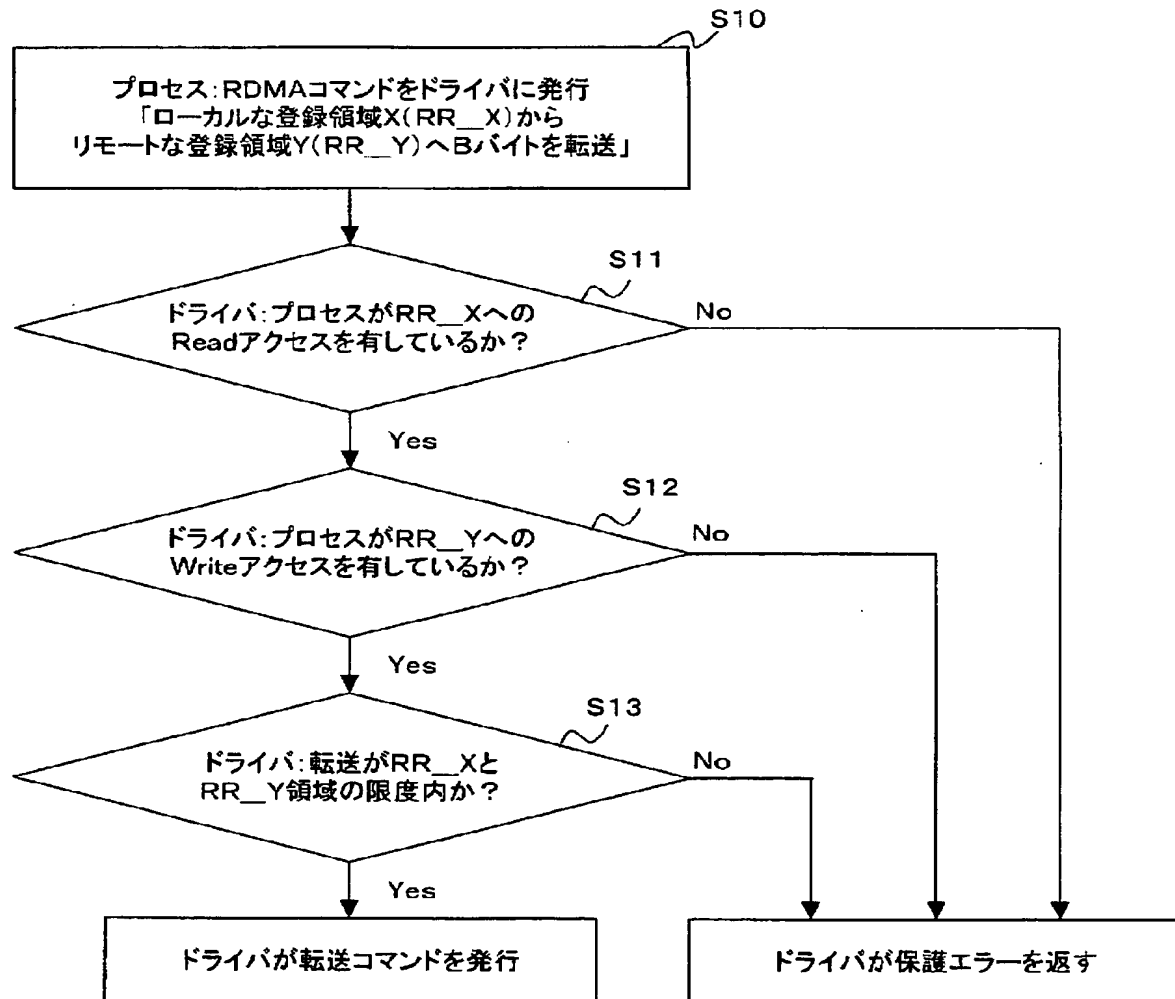 S10
プロセス:RDMAコマンドをドライバに発行
「ローカルな登録領域X(RR__X)から
リモートな登録領域Y(RR__Y)へBバイトを転送」
S11
ドライバ:プロセスがRR__Xへの
Readアクセスを有しているか?
No
Yes
S12
ドライバ:プロセスがRR__Yへの
Writeアクセスを有しているか?
No
Yes
S13
ドライバ:転送がRR__Xと
RR__Y領域の限度内か?
No
Yes
ドライバが転送コマンドを発行
ドライバが保護エラーを返す